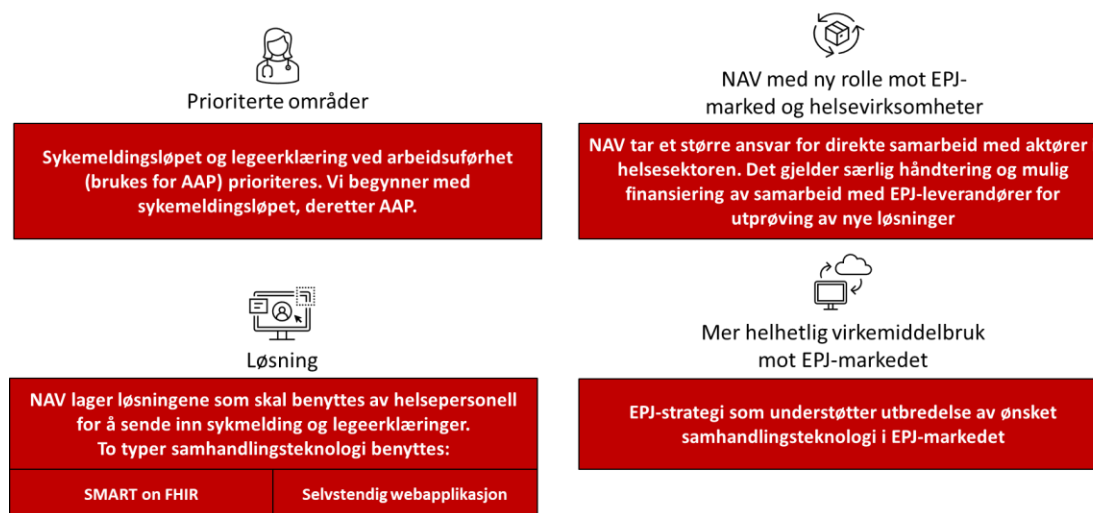 Prioriterte områder
Sykemeldingsløpet og legeerklæring ved arbeidsuførhet
(brukes for AAP) prioriteres. Vi begynner med
sykemeldingsløpet, deretter AAP.
NAV med ny rolle mot EPJ-
marked og helsevirksomheter
NAV tar et større ansvar for direkte samarbeid med aktører
helsesektoren. Det gjelder særlig håndtering og mulig
finansiering av samarbeid med EPJ-leverandører for
utprøving av nye løsninger
Løsning
NAV lager løsningene som skal benyttes av helsepersonell
for å sende inn sykmelding og legeerklæringer.
To typer samhandlingsteknologi benyttes:
SMART on FHIR
Selvstendig webapplikasjon
Mer helhetlig virkemiddelbruk
mot EPJ-markedet
EPJ-strategi som understøtter utbredelse av ønsket
samhandlingsteknologi i EPJ-markedet